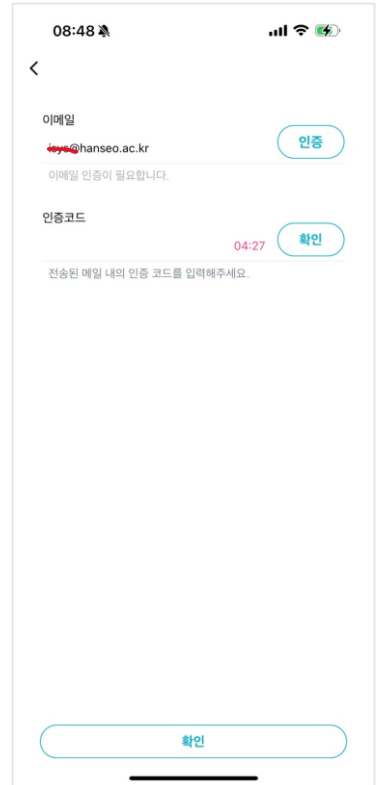 08:48
이메일
@hanseo.ac.kr
인증
이메일 인증이 필요합니다.
인증코드
04:27
확인
전송된 메일 내의 인증 코드를 입력해주세요.
확인